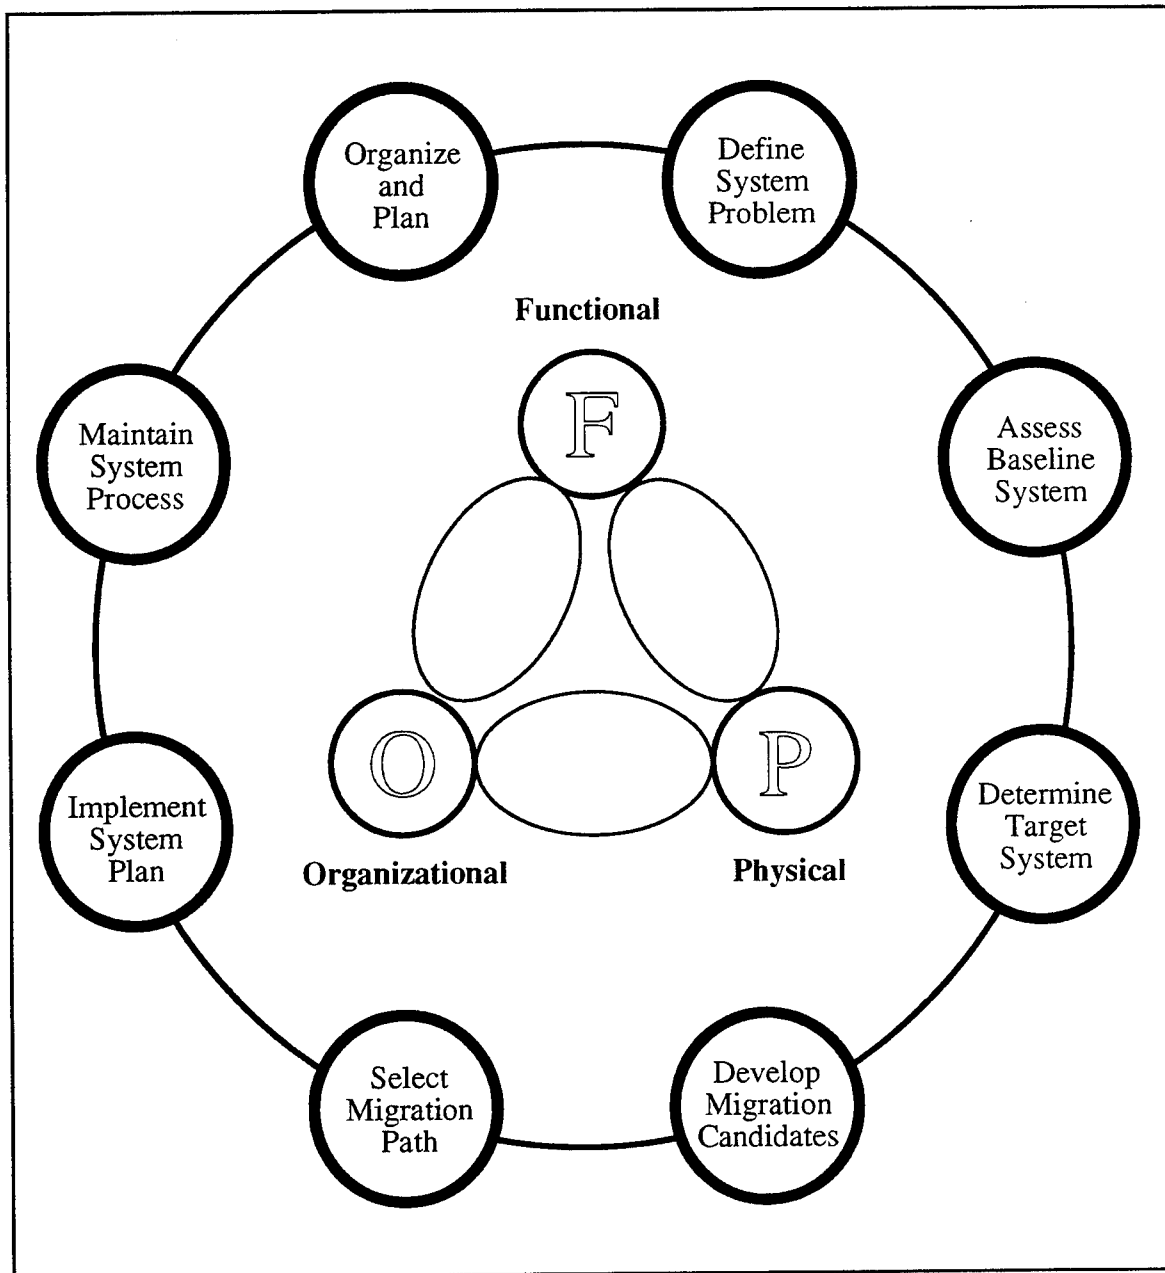 Organize
and
Plan
Define
System
Problem
Functional
F
Maintain
System
Process
Assess
Baseline
System
O
P
Implement
System
Plan
Determine
Target
System
Organizational
Physical
Select
Migration
Path
Develop
Migration
Candidates